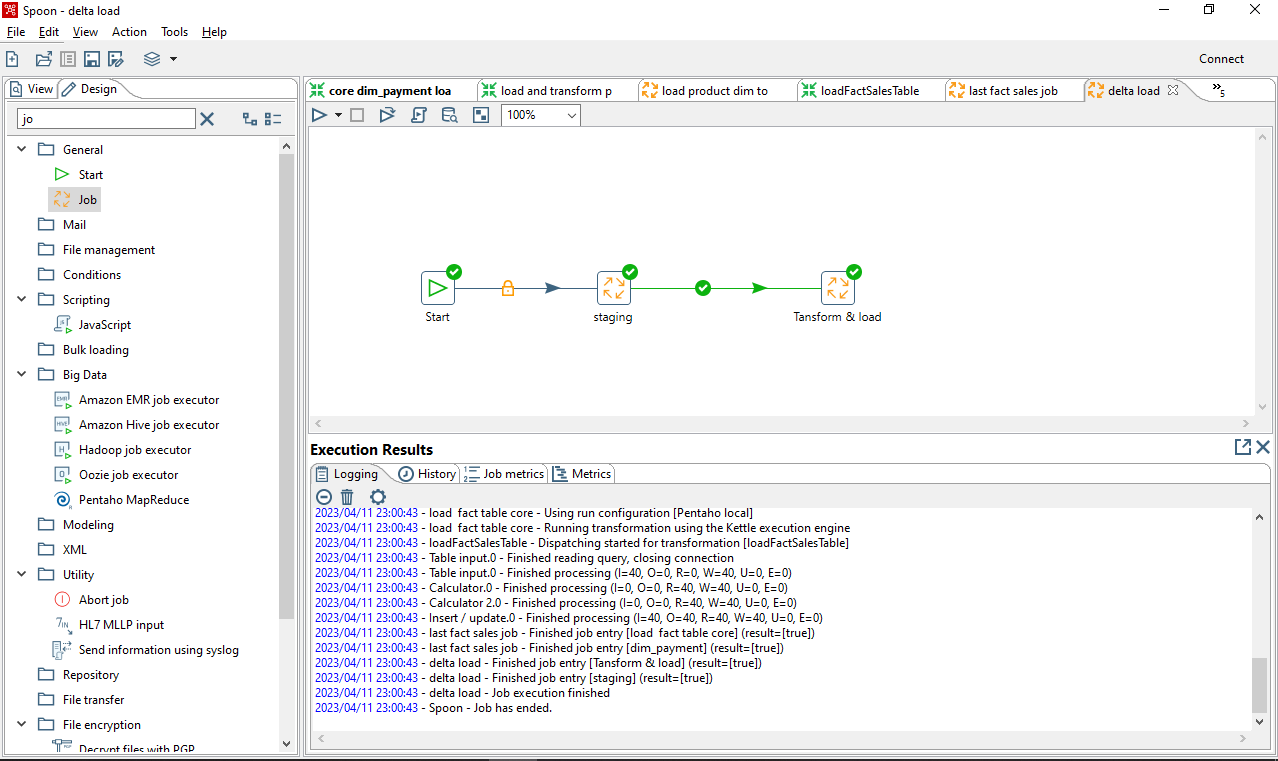 Spoon - delta load
File Edit View Action Tools Help
Connect
View Design
core dim_payment loa
load and transform p
load product dim to
loadFactSalesTable
last fact sales job
delta load
»5
jo
100%
General
Start
Job
Mail
File management
Conditions
Scripting
JavaScript
Bulk loading
Big Data
EMR Amazon EMR job executor
HIVE Amazon Hive job executor
H Hadoop job executor
O Oozie job executor
Pentaho MapReduce
Modeling
XML
Utility
Abort job
7IN HL7 MLLP input
Send information using syslog
Repository
File transfer
File encryption
Decrypt files with PGP
Start
staging
Tansform & load
Execution Results
Logging History Job metrics Metrics
2023/04/11 23:00:43 - load fact table core - Using run configuration [Pentaho local]
2023/04/11 23:00:43 - load fact table core - Running transformation using the Kettle execution engine
2023/04/11 23:00:43 - loadFactSalesTable - Dispatching started for transformation [loadFactSalesTable]
2023/04/11 23:00:43 - Table input.0 - Finished reading query, closing connection
2023/04/11 23:00:43 - Table input.0 - Finished processing (I=40, O=0, R=0, W=40, U=0, E=0)
2023/04/11 23:00:43 - Calculator.0 - Finished processing (I=0, O=0, R=40, W=40, U=0, E=0)
2023/04/11 23:00:43 - Calculator 2.0 - Finished processing (I=0, O=0, R=40, W=40, U=0, E=0)
2023/04/11 23:00:43 - Insert / update.0 - Finished processing (I=40, O=40, R=40, W=40, U=0, E=0)
2023/04/11 23:00:43 - last fact sales job - Finished job entry [load fact table core] (result=[true])
2023/04/11 23:00:43 - last fact sales job - Finished job entry [dim_payment] (result=[true])
2023/04/11 23:00:43 - delta load - Finished job entry [Tansform & load] (result=[true])
2023/04/11 23:00:43 - delta load - Finished job entry [staging] (result=[true])
2023/04/11 23:00:43 - delta load - Job execution finished
2023/04/11 23:00:43 - Spoon - Job has ended.